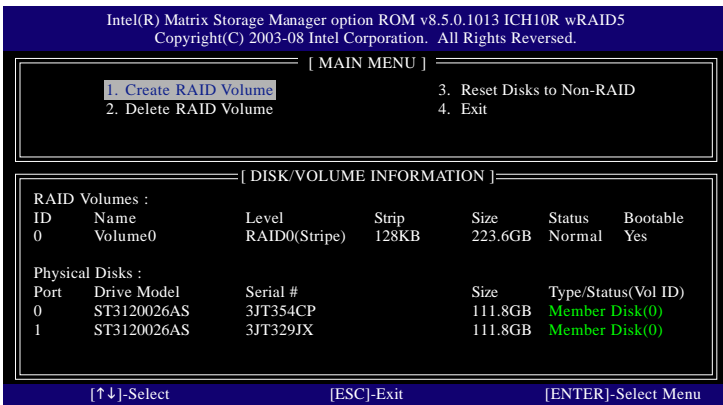 Intel(R) Matrix Storage Manager option ROM v8.5.0.1013 ICH10R wRAID5
Copyright(C) 2003-08 Intel Corporation. All Rights Reversed.
[ MAIN MENU ]
1. Create RAID Volume 3. Reset Disks to Non-RAID
2. Delete RAID Volume 4. Exit
[ DISK/VOLUME INFORMATION ]
RAID Volumes :
ID Name Level Strip Size Status Bootable
0 Volume0 RAID0(Stripe) 128KB 223.6GB Normal Yes
Physical Disks :
Port Drive Model Serial # Size Type/Status(Vol ID)
0 ST3120026AS 3JT354CP 111.8GB Member Disk(0)
1 ST3120026AS 3JT329JX 111.8GB Member Disk(0)
[↑↓]-Select [ESC]-Exit [ENTER]-Select Menu